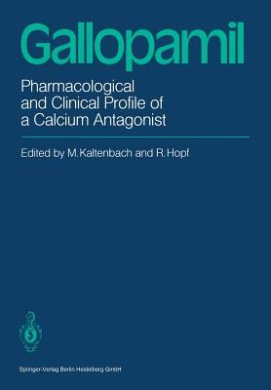 Gallopamil
Pharmacological
and Clinical Profile of
a Calcium Antagonist
Edited by M. Kaltenbach and R. Hopf
Springer-Verlag Berlin Heidelberg GmbH